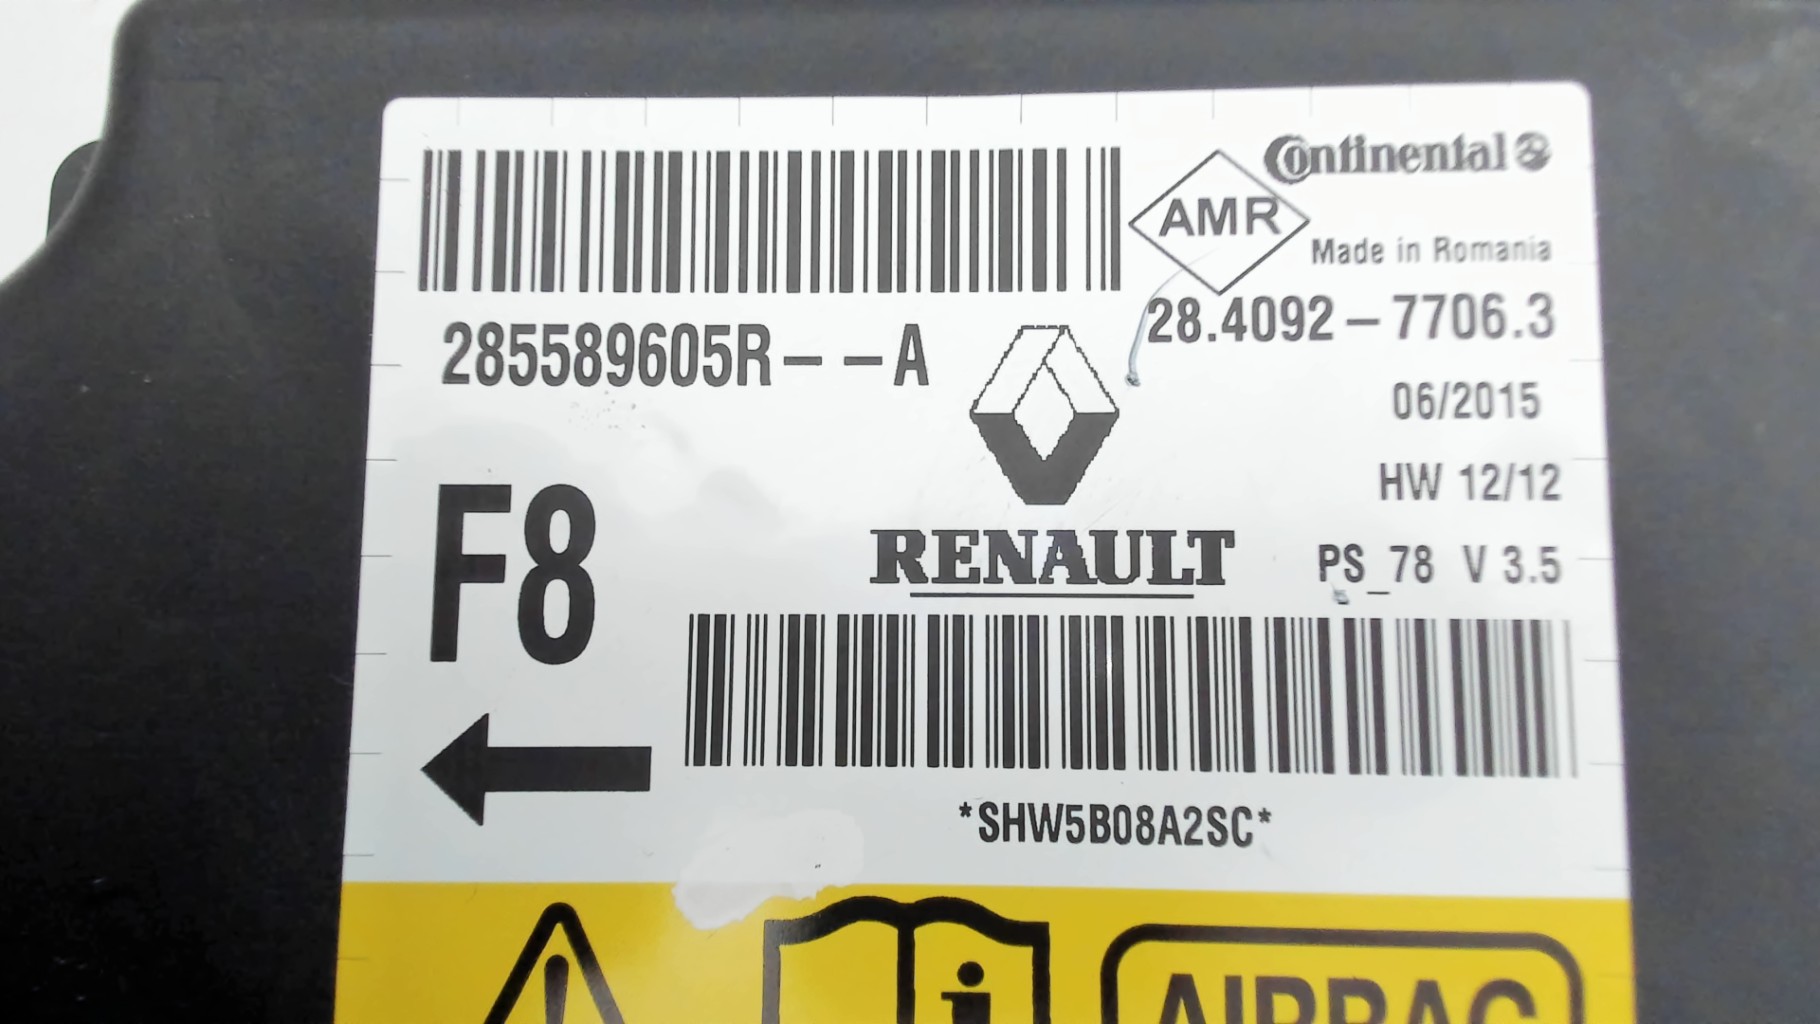 Continental
AMR
Made in Romania
285589605R--A
28.4092-7706.3
06/2015
HW 12/12
F8
RENAULT
PS_78 V 3.5
*SHW5B08A2SC*
i
AIRBAG